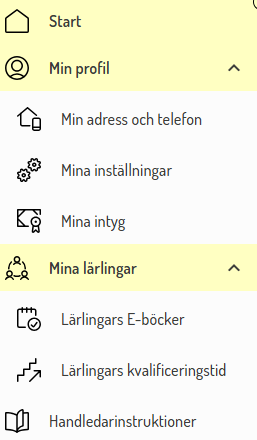 Start
Min profil
Min adress och telefon
Mina inställningar
Mina intyg
Mina lärlingar
Lärlingars E-böcker
Lärlingars kvalificeringstid
Handledarinstruktioner